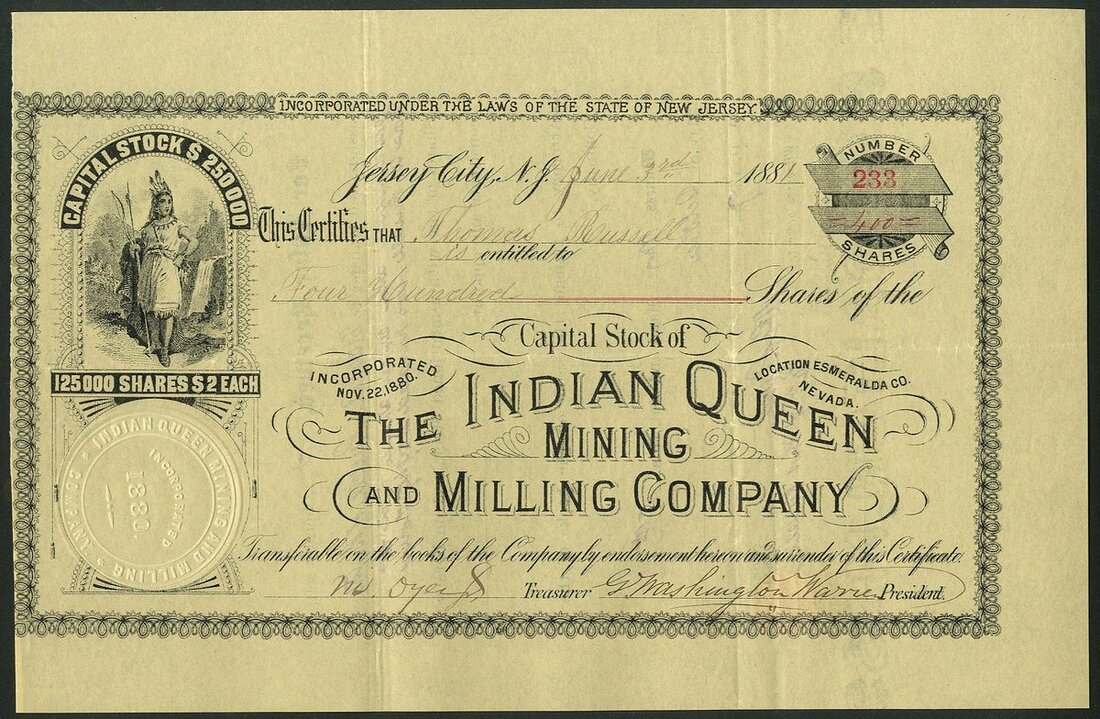 INCORPORATED UNDER THE LAWS OF THE STATE OF NEW JERSEY.
CAPITAL STOCK $ 250000
125000 SHARES $ 2 EACH
Jersey City, N.J. June 3rd 1881
NUMBER
233
=400=
SHARES
This Certifies THAT Thomas Russell
is entitled to
Four Hundred Shares of the
Capital Stock of
INCORPORATED
NOV. 22, 1880.
LOCATION ESMERALDA CO.
NEVADA.
THE INDIAN QUEEN
MINING
AND MILLING COMPANY
INDIAN QUEEN MINING AND MILLING COMPANY
INCORPORATED
1880.
Transferable on the books of the Company by endorsement hereon and surrender of this Certificate.
Treasurer G Washington Warren President.